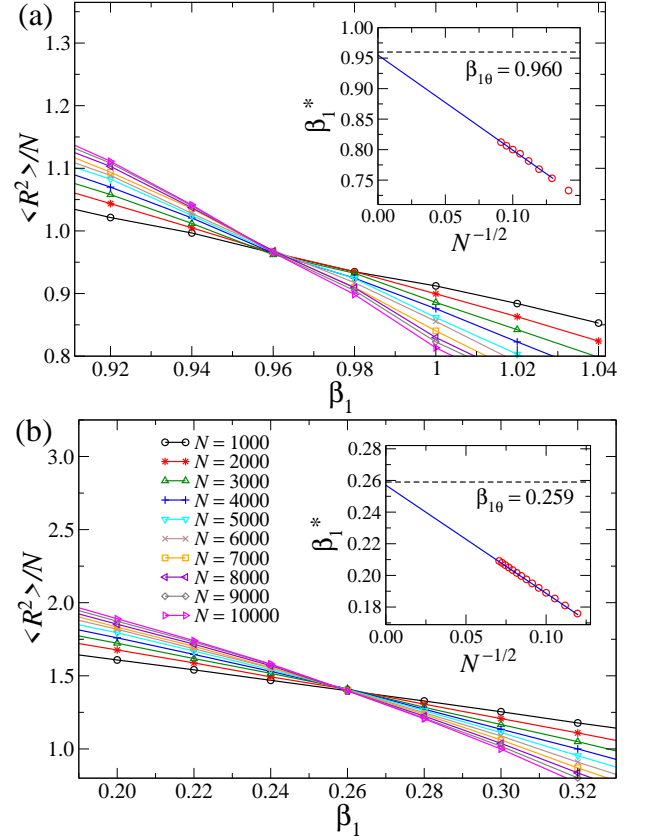 (a)
<R²>/N
1.3
1.2
1.1
1.0
0.9
0.8
0.92 0.94 0.96 0.98 1 1.02 1.04
β₁
β₁*
1.00
0.95
0.90
0.85
0.80
0.75
β₁θ = 0.960
0.00 0.05 0.10 0.15
N⁻¹/²
(b)
<R²>/N
3.0
2.5
2.0
1.5
1.0
N = 1000
N = 2000
N = 3000
N = 4000
N = 5000
N = 6000
N = 7000
N = 8000
N = 9000
N = 10000
β₁*
0.28
0.26
0.24
0.22
0.20
0.18
β₁θ = 0.259
0.00 0.05 0.10
N⁻¹/²
0.20 0.22 0.24 0.26 0.28 0.30 0.32
β₁